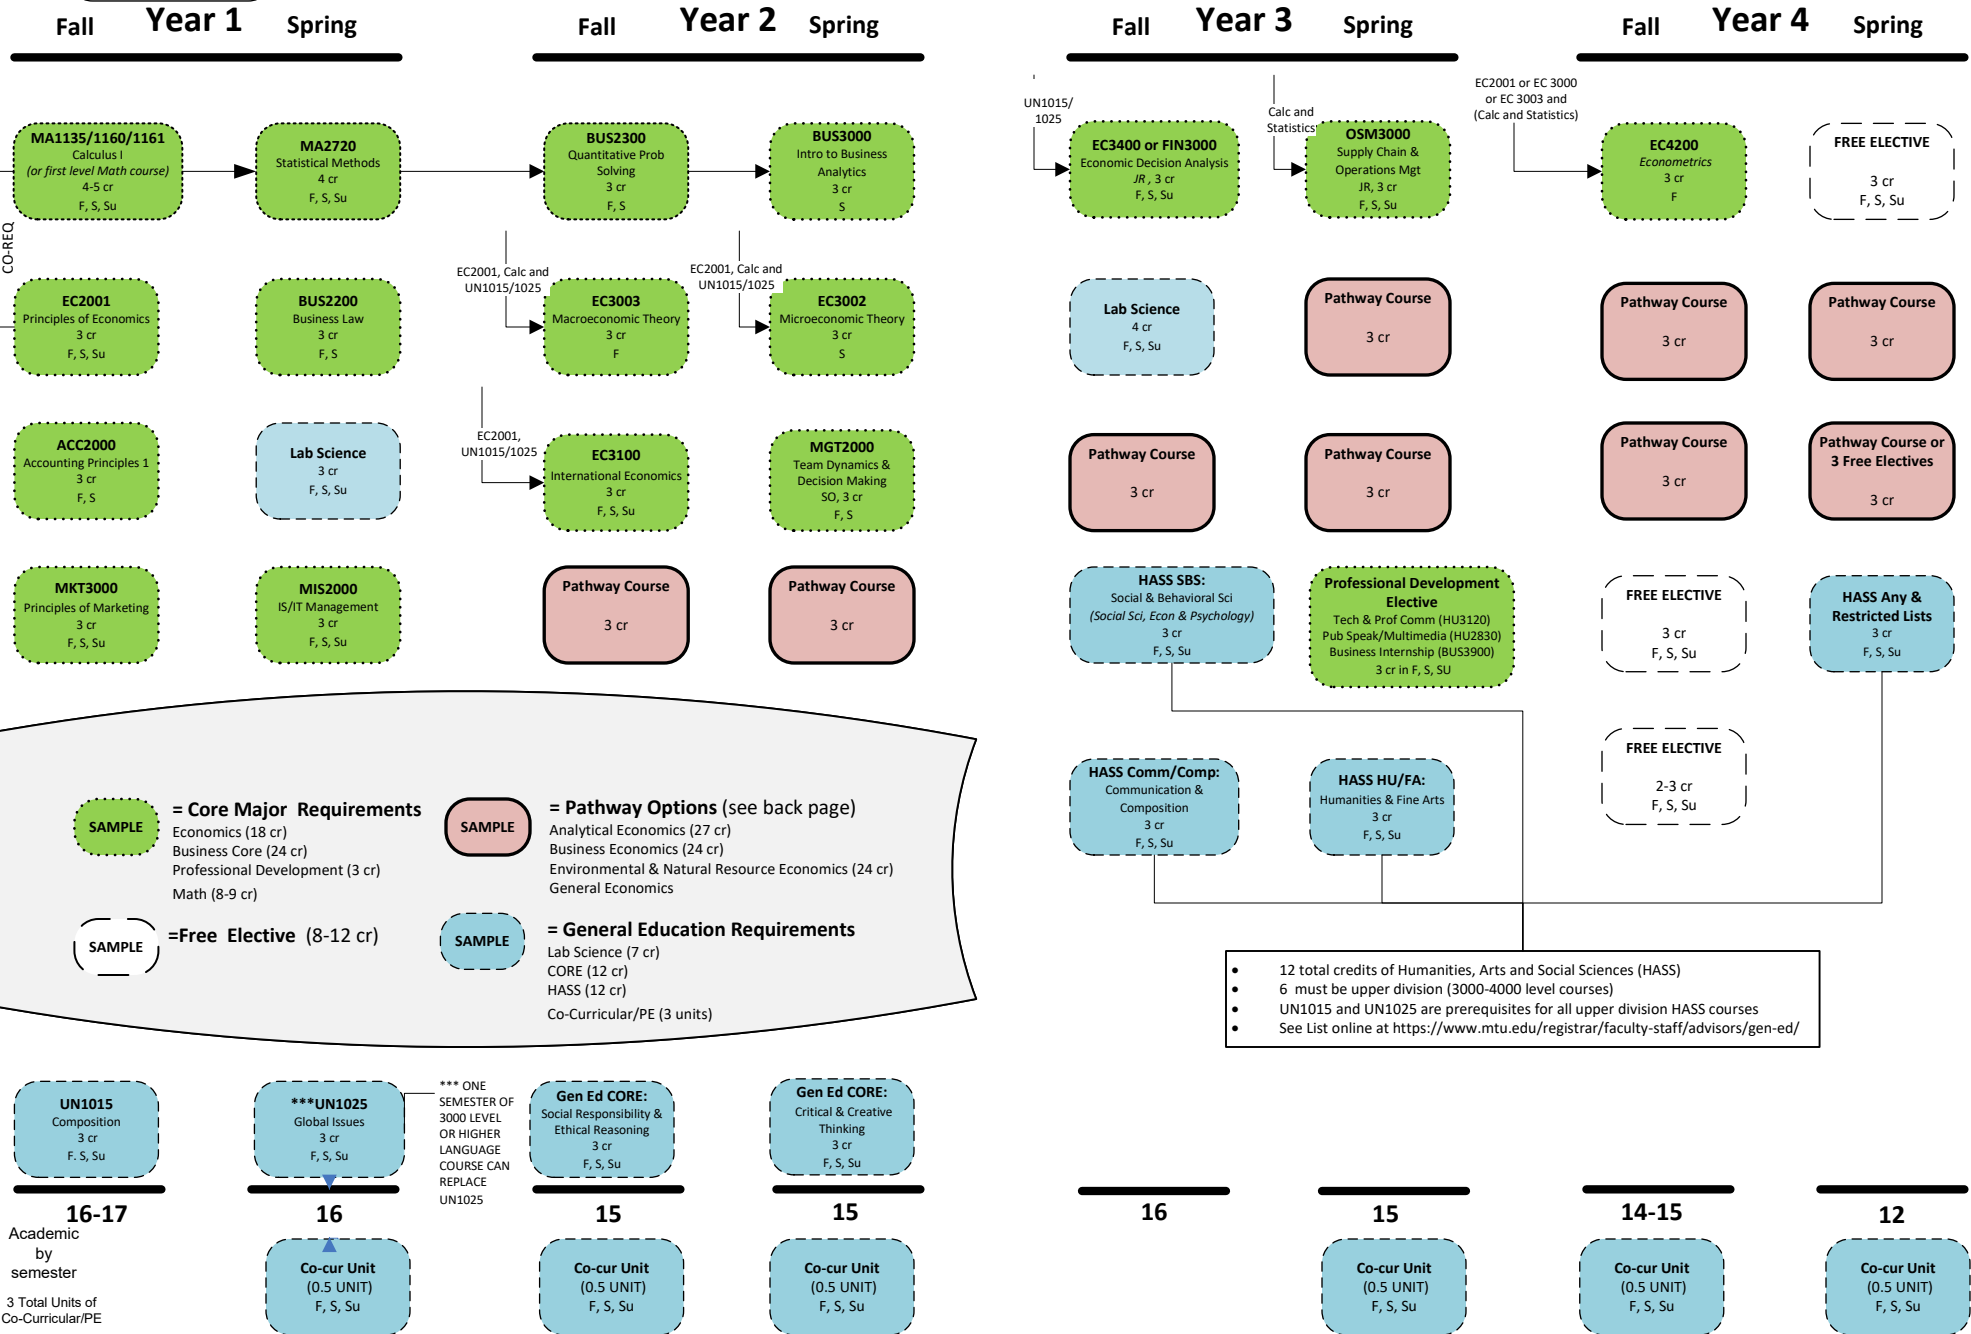 Fall
Year 1
Spring
Fall
Year 2
Spring
Fall
Year 3
Spring
Fall
Year 4
Spring
MA1135/1160/1161
Calculus I
(or first level Math course)
4-5 cr
F, S, Su
MA2720
Statistical Methods
4 cr
F, S, Su
BUS2300
Quantitative Prob
Solving
3 cr
F, S
BUS3000
Intro to Business
Analytics
3 cr
S
UN1015/
1025
EC3400 or FIN3000
Economic Decision Analysis
JR , 3 cr
F, S, Su
Calc and
Statistics
OSM3000
Supply Chain &
Operations Mgt
JR, 3 cr
F, S, Su
EC2001 or EC 3000
or EC 3003 and
(Calc and Statistics)
EC4200
Econometrics
3 cr
F
FREE ELECTIVE
3 cr
F, S, Su
CO-REQ
EC2001
Principles of Economics
3 cr
F, S, Su
BUS2200
Business Law
3 cr
F, S
EC2001, Calc and
UN1015/1025
EC3003
Macroeconomic Theory
3 cr
F
EC2001, Calc and
UN1015/1025
EC3002
Microeconomic Theory
3 cr
S
Lab Science
4 cr
F, S, Su
Pathway Course
3 cr
Pathway Course
3 cr
Pathway Course
3 cr
ACC2000
Accounting Principles 1
3 cr
F, S
Lab Science
3 cr
F, S, Su
EC2001,
UN1015/1025
EC3100
International Economics
3 cr
F, S, Su
MGT2000
Team Dynamics &
Decision Making
SO, 3 cr
F, S
Pathway Course
3 cr
Pathway Course
3 cr
Pathway Course
3 cr
Pathway Course or
3 Free Electives
3 cr
MKT3000
Principles of Marketing
3 cr
F, S, Su
MIS2000
IS/IT Management
3 cr
F, S, Su
Pathway Course
3 cr
Pathway Course
3 cr
HASS SBS:
Social & Behavioral Sci
(Social Sci, Econ & Psychology)
3 cr
F, S, Su
Professional Development
Elective
Tech & Prof Comm (HU3120)
Pub Speak/Multimedia (HU2830)
Business Internship (BUS3900)
3 cr in F, S, SU
FREE ELECTIVE
3 cr
F, S, Su
HASS Any &
Restricted Lists
3 cr
F, S, Su
HASS Comm/Comp:
Communication &
Composition
3 cr
F, S, Su
HASS HU/FA:
Humanities & Fine Arts
3 cr
F, S, Su
FREE ELECTIVE
2-3 cr
F, S, Su
SAMPLE
= Core Major Requirements
Economics (18 cr)
Business Core (24 cr)
Professional Development (3 cr)
Math (8-9 cr)
SAMPLE
= Pathway Options (see back page)
Analytical Economics (27 cr)
Business Economics (24 cr)
Environmental & Natural Resource Economics (24 cr)
General Economics
SAMPLE
=Free Elective (8-12 cr)
SAMPLE
= General Education Requirements
Lab Science (7 cr)
CORE (12 cr)
HASS (12 cr)
Co-Curricular/PE (3 units)
• 12 total credits of Humanities, Arts and Social Sciences (HASS)
• 6 must be upper division (3000-4000 level courses)
• UN1015 and UN1025 are prerequisites for all upper division HASS courses
• See List online at https://www.mtu.edu/registrar/faculty-staff/advisors/gen-ed/
UN1015
Composition
3 cr
F. S, Su
***UN1025
Global Issues
3 cr
F, S, Su
*** ONE
SEMESTER OF
3000 LEVEL
OR HIGHER
LANGUAGE
COURSE CAN
REPLACE
UN1025
Gen Ed CORE:
Social Responsibility &
Ethical Reasoning
3 cr
F, S, Su
Gen Ed CORE:
Critical & Creative
Thinking
3 cr
F, S, Su
16-17
16
15
15
16
15
14-15
12
Academic
by
semester
3 Total Units of
Co-Curricular/PE
Co-cur Unit
(0.5 UNIT)
F, S, Su
Co-cur Unit
(0.5 UNIT)
F, S, Su
Co-cur Unit
(0.5 UNIT)
F, S, Su
Co-cur Unit
(0.5 UNIT)
F, S, Su
Co-cur Unit
(0.5 UNIT)
F, S, Su
Co-cur Unit
(0.5 UNIT)
F, S, Su